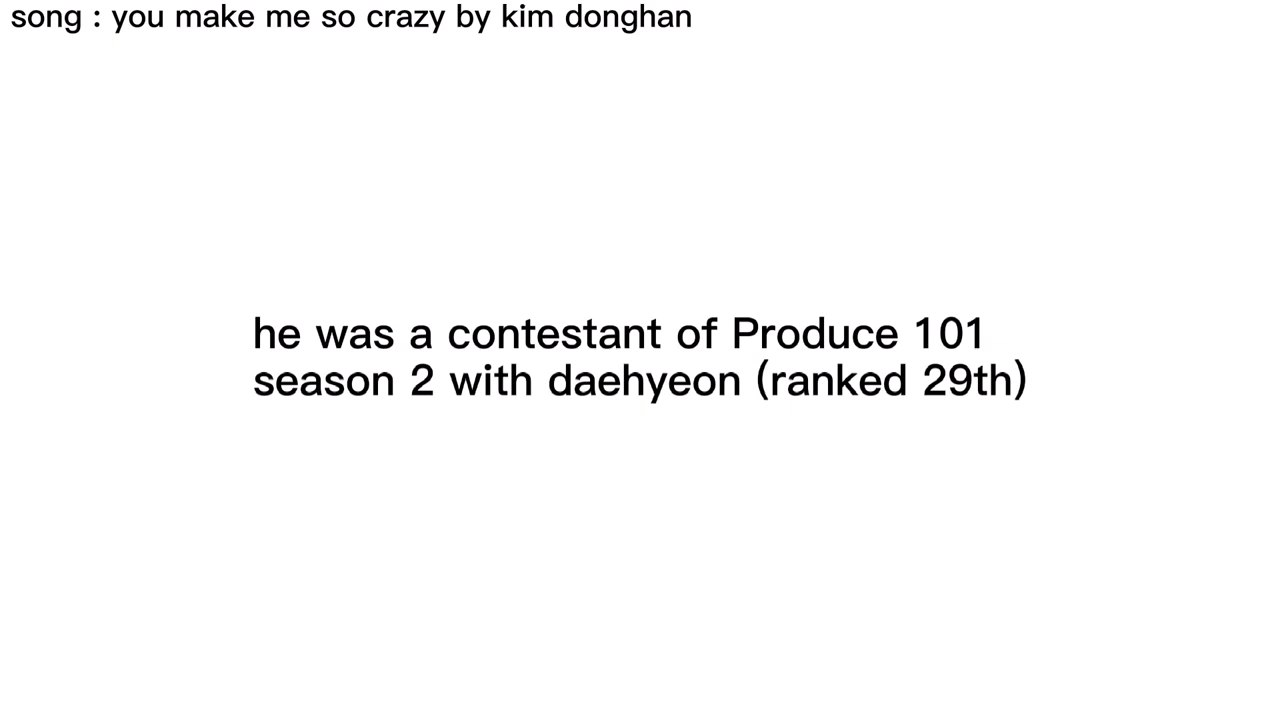 song : you make me so crazy by kim donghan
he was a contestant of Produce 101
season 2 with daehyeon (ranked 29th)